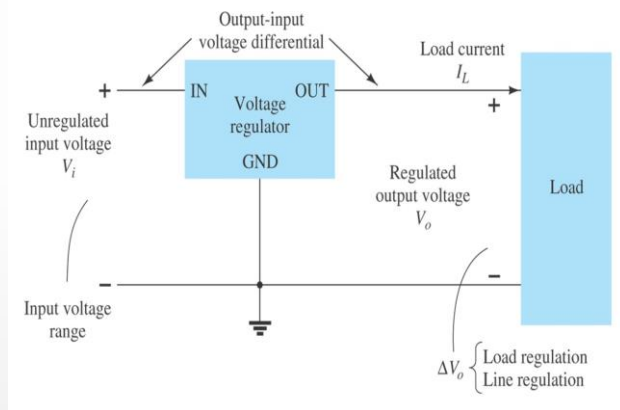 Output-input
voltage differential
Load current
I_L
+
IN
OUT
+
Voltage
regulator
Unregulated
input voltage
V_i
GND
Regulated
output voltage
V_o
Load
−
−
Input voltage
range
ΔV_o { Load regulation
Line regulation